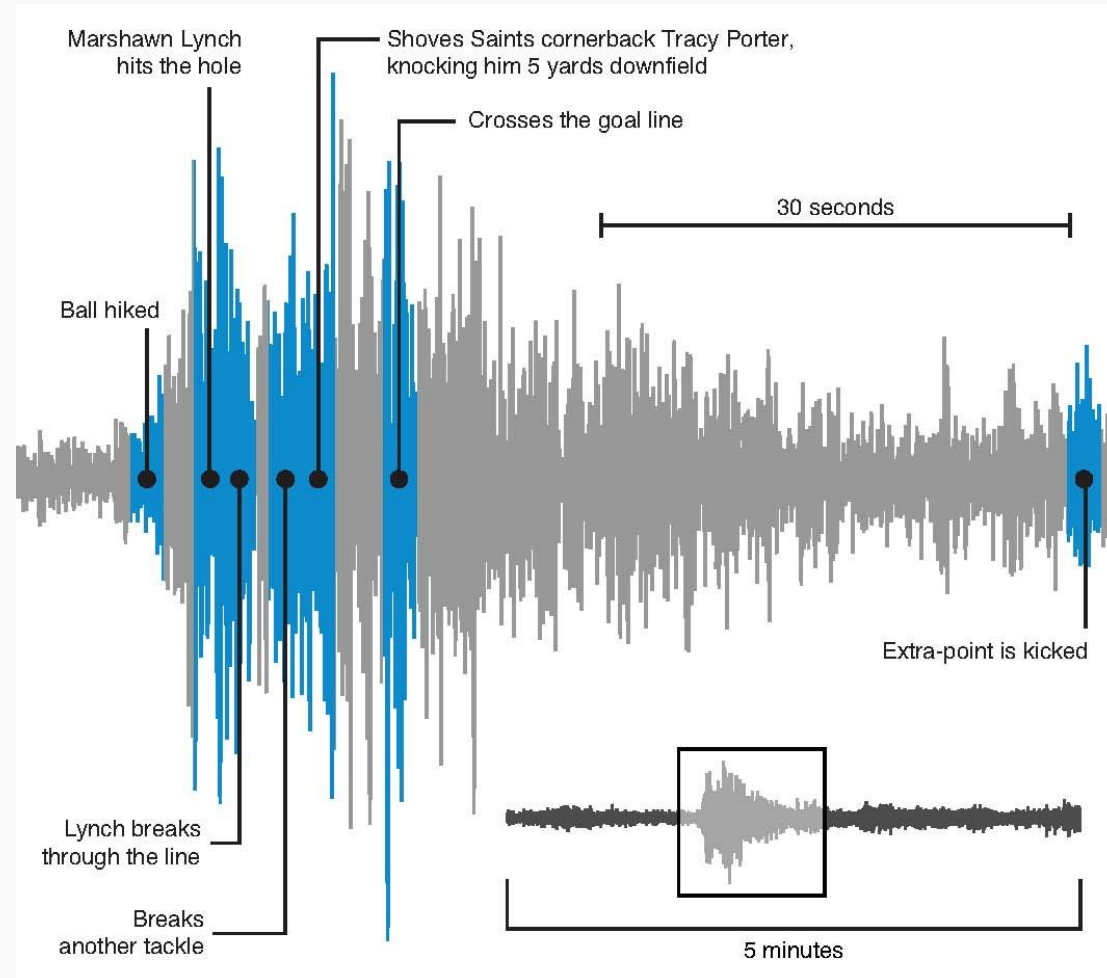 Marshawn Lynch
hits the hole
Shoves Saints cornerback Tracy Porter,
knocking him 5 yards downfield
Crosses the goal line
30 seconds
Ball hiked
Extra-point is kicked
Lynch breaks
through the line
Breaks
another tackle
5 minutes